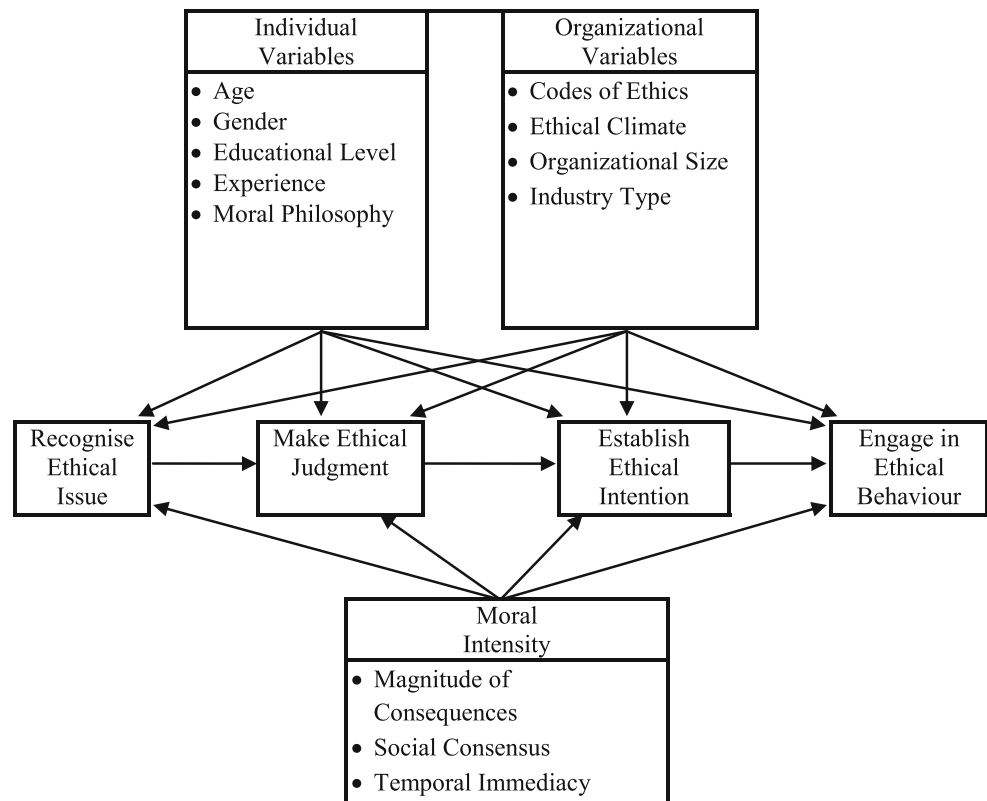 Individual
Variables
• Age
• Gender
• Educational Level
• Experience
• Moral Philosophy
Organizational
Variables
• Codes of Ethics
• Ethical Climate
• Organizational Size
• Industry Type
Recognise
Ethical
Issue
Make Ethical
Judgment
Establish
Ethical
Intention
Engage in
Ethical
Behaviour
Moral
Intensity
• Magnitude of
Consequences
• Social Consensus
• Temporal Immediacy